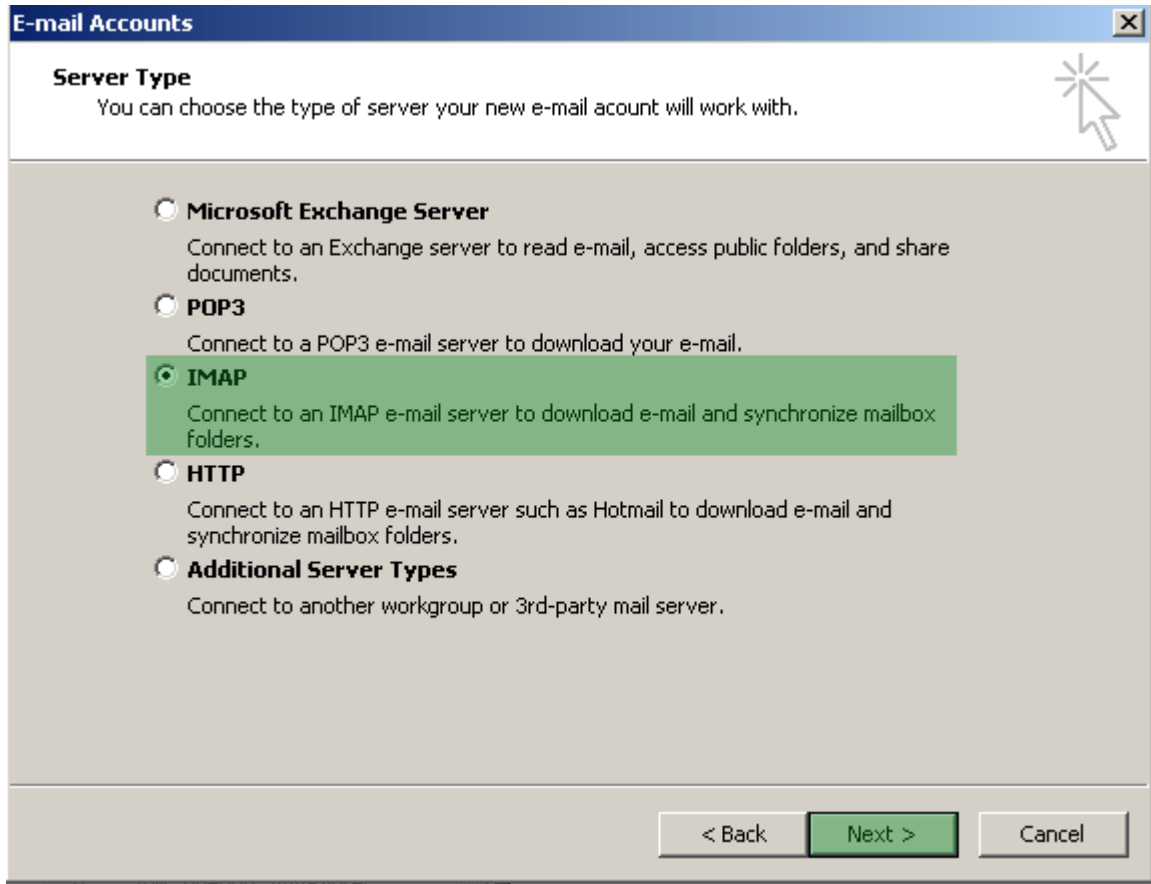 E-mail Accounts
Server Type
You can choose the type of server your new e-mail acount will work with.
Microsoft Exchange Server
Connect to an Exchange server to read e-mail, access public folders, and share
documents.
POP3
Connect to a POP3 e-mail server to download your e-mail.
IMAP
Connect to an IMAP e-mail server to download e-mail and synchronize mailbox
folders.
HTTP
Connect to an HTTP e-mail server such as Hotmail to download e-mail and
synchronize mailbox folders.
Additional Server Types
Connect to another workgroup or 3rd-party mail server.
< Back Next > Cancel